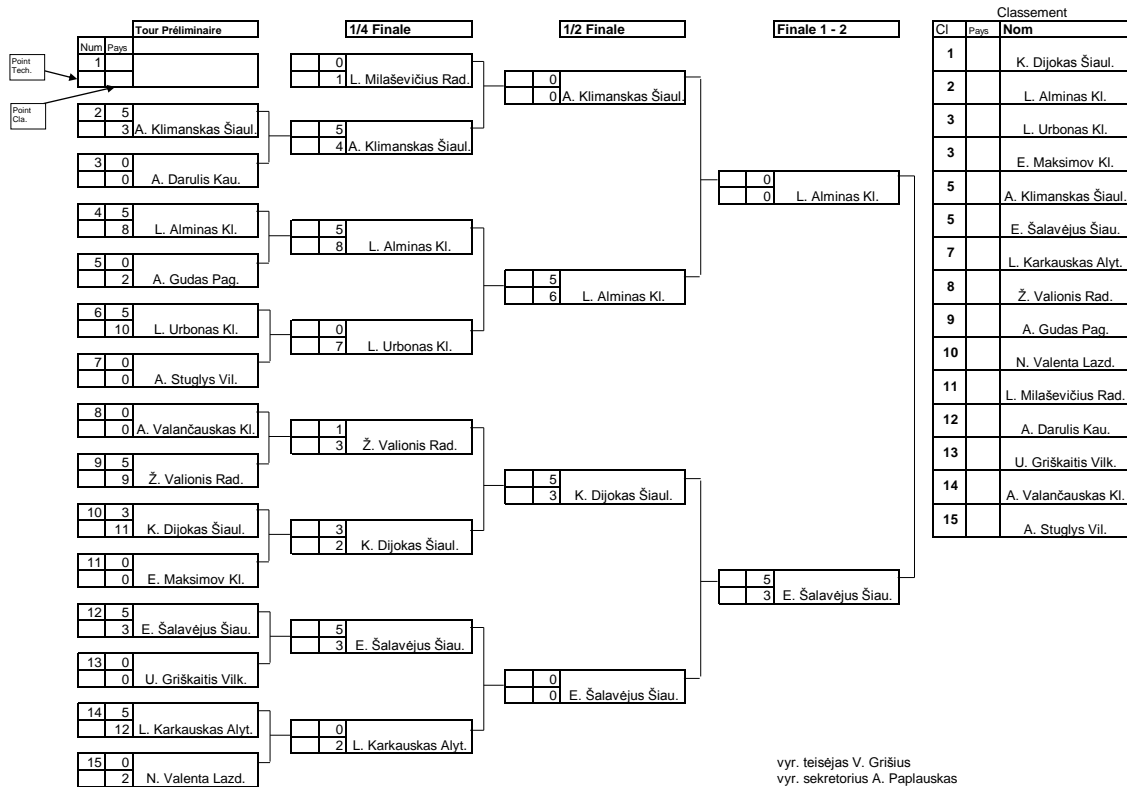 Classement
Tour Préliminaire
1/4 Finale
1/2 Finale
Finale 1 - 2
Cl Pays Nom
Num Pays
Point Tech.
Point Cla.
1
2 5
3 A. Klimanskas Šiaul.
3 0
0 A. Darulis Kau.
4 5
8 L. Alminas Kl.
5 0
2 A. Gudas Pag.
6 5
10 L. Urbonas Kl.
7 0
0 A. Stuglys Vil.
8 0
0 A. Valančauskas Kl.
9 5
9 Ž. Valionis Rad.
10 3
11 K. Dijokas Šiaul.
11 0
0 E. Maksimov Kl.
12 5
3 E. Šalavėjus Šiau.
13 0
0 U. Griškaitis Vilk.
14 5
12 L. Karkauskas Alyt.
15 0
2 N. Valenta Lazd.
0
1 L. Milaševičius Rad.
5
4 A. Klimanskas Šiaul.
5
8 L. Alminas Kl.
0
7 L. Urbonas Kl.
1
3 Ž. Valionis Rad.
3
2 K. Dijokas Šiaul.
5
3 E. Šalavėjus Šiau.
0
2 L. Karkauskas Alyt.
0
0 A. Klimanskas Šiaul.
5
6 L. Alminas Kl.
5
3 K. Dijokas Šiaul.
0
0 E. Šalavėjus Šiau.
0
0 L. Alminas Kl.
5
3 E. Šalavėjus Šiau.
1 K. Dijokas Šiaul.
2 L. Alminas Kl.
3 L. Urbonas Kl.
3 E. Maksimov Kl.
5 A. Klimanskas Šiaul.
5 E. Šalavėjus Šiau.
7 L. Karkauskas Alyt.
8 Ž. Valionis Rad.
9 A. Gudas Pag.
10 N. Valenta Lazd.
11 L. Milaševičius Rad.
12 A. Darulis Kau.
13 U. Griškaitis Vilk.
14 A. Valančauskas Kl.
15 A. Stuglys Vil.
vyr. teisėjas V. Grišius
vyr. sekretorius A. Paplauskas